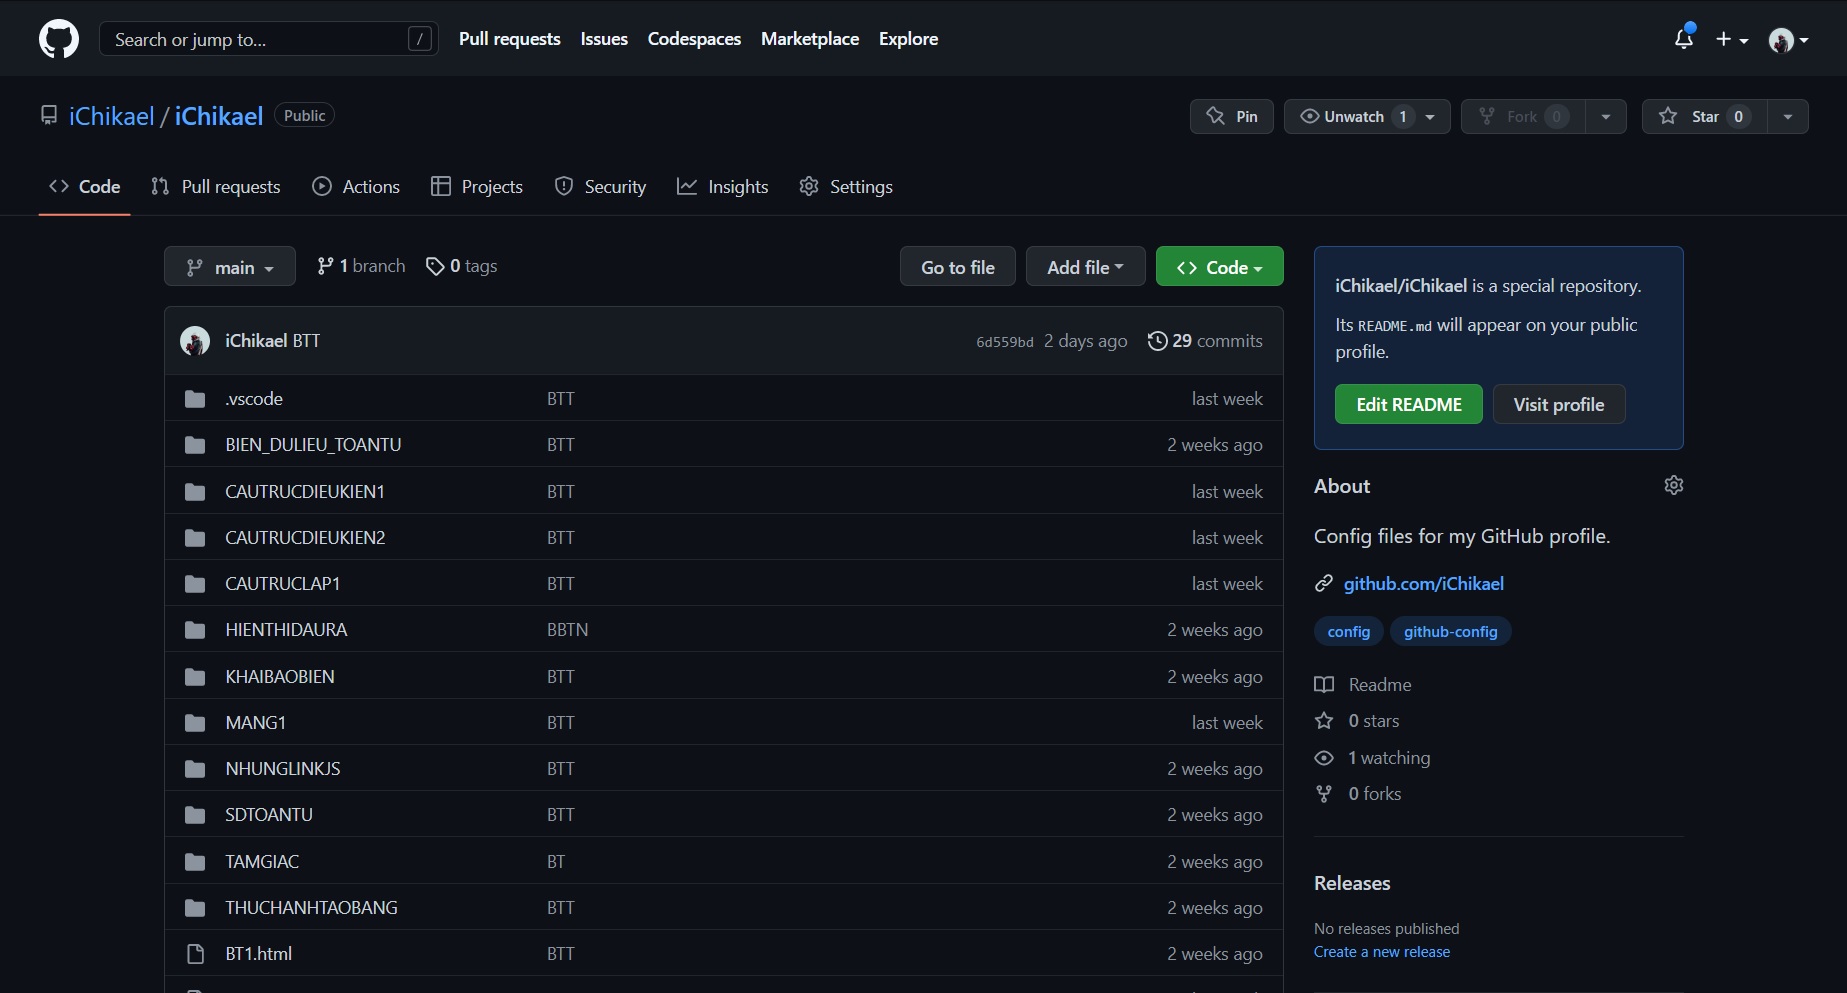 Search or jump to... / Pull requests Issues Codespaces Marketplace Explore
iChikael / iChikael Public Pin Unwatch 1 Fork 0 Star 0
Code Pull requests Actions Projects Security Insights Settings
main 1 branch 0 tags Go to file Add file Code
iChikael BTT 6d559bd 2 days ago 29 commits
.vscode BTT last week
BIEN_DULIEU_TOANTU BTT 2 weeks ago
CAUTRUCDIEUKIEN1 BTT last week
CAUTRUCDIEUKIEN2 BTT last week
CAUTRUCLAP1 BTT last week
HIENTHIDAURA BBTN 2 weeks ago
KHAIBAOBIEN BTT 2 weeks ago
MANG1 BTT last week
NHUNGLINKJS BTT 2 weeks ago
SDTOANTU BTT 2 weeks ago
TAMGIAC BT 2 weeks ago
THUCHANHTAOBANG BTT 2 weeks ago
BT1.html BTT 2 weeks ago
iChikael/iChikael is a special repository.
Its README.md will appear on your public
profile.
Edit README Visit profile
About
Config files for my GitHub profile.
github.com/iChikael
config github-config
Readme
0 stars
1 watching
0 forks
Releases
No releases published
Create a new release